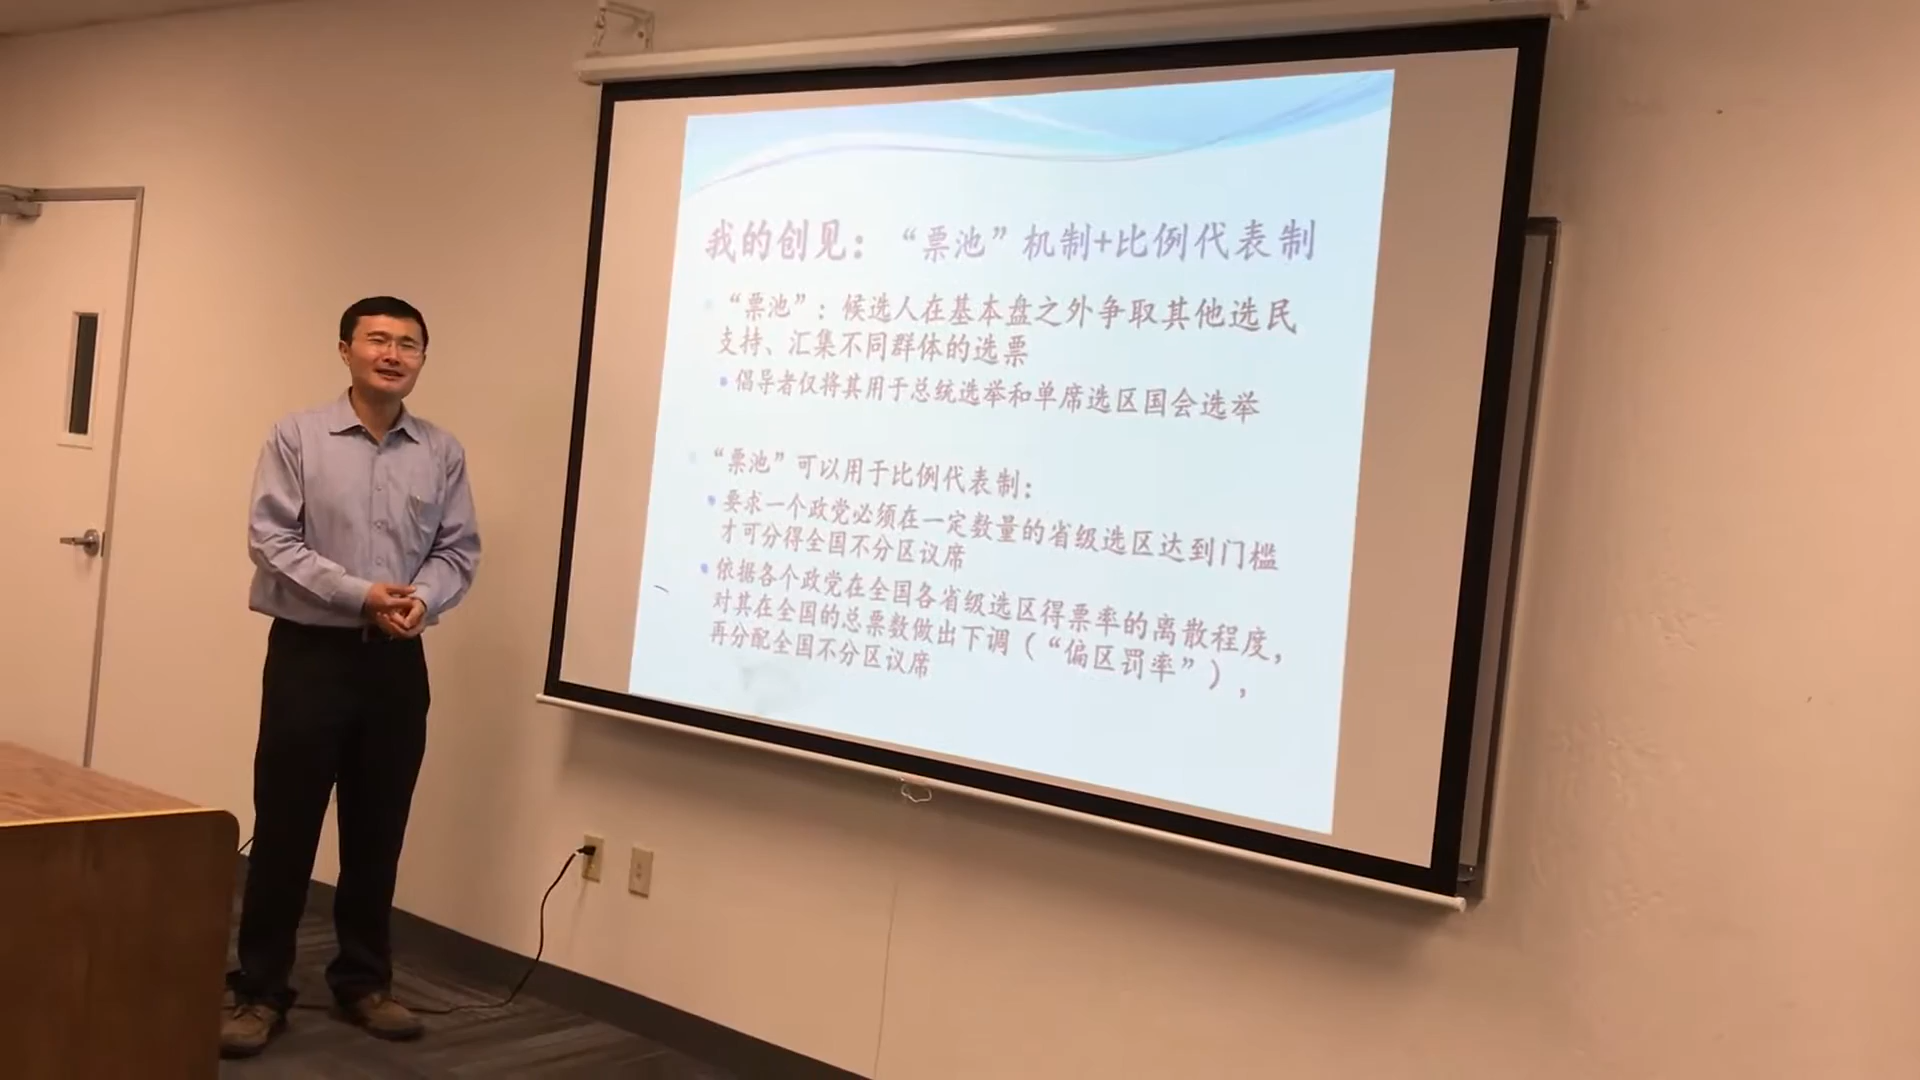 我的创见：“票池”机制+比例代表制
“票池”：候选人在基本盘之外争取其他选民
支持、汇集不同群体的选票
倡导者仅将其用于总统选举和单席选区国会选举
“票池”可以用于比例代表制：
要求一个政党必须在一定数量的省级选区达到门槛
才可分得全国不分区议席
依据各个政党在全国各省级选区得票率的离散程度，
对其在全国的总票数做出下调（“偏区罚率”），
再分配全国不分区议席